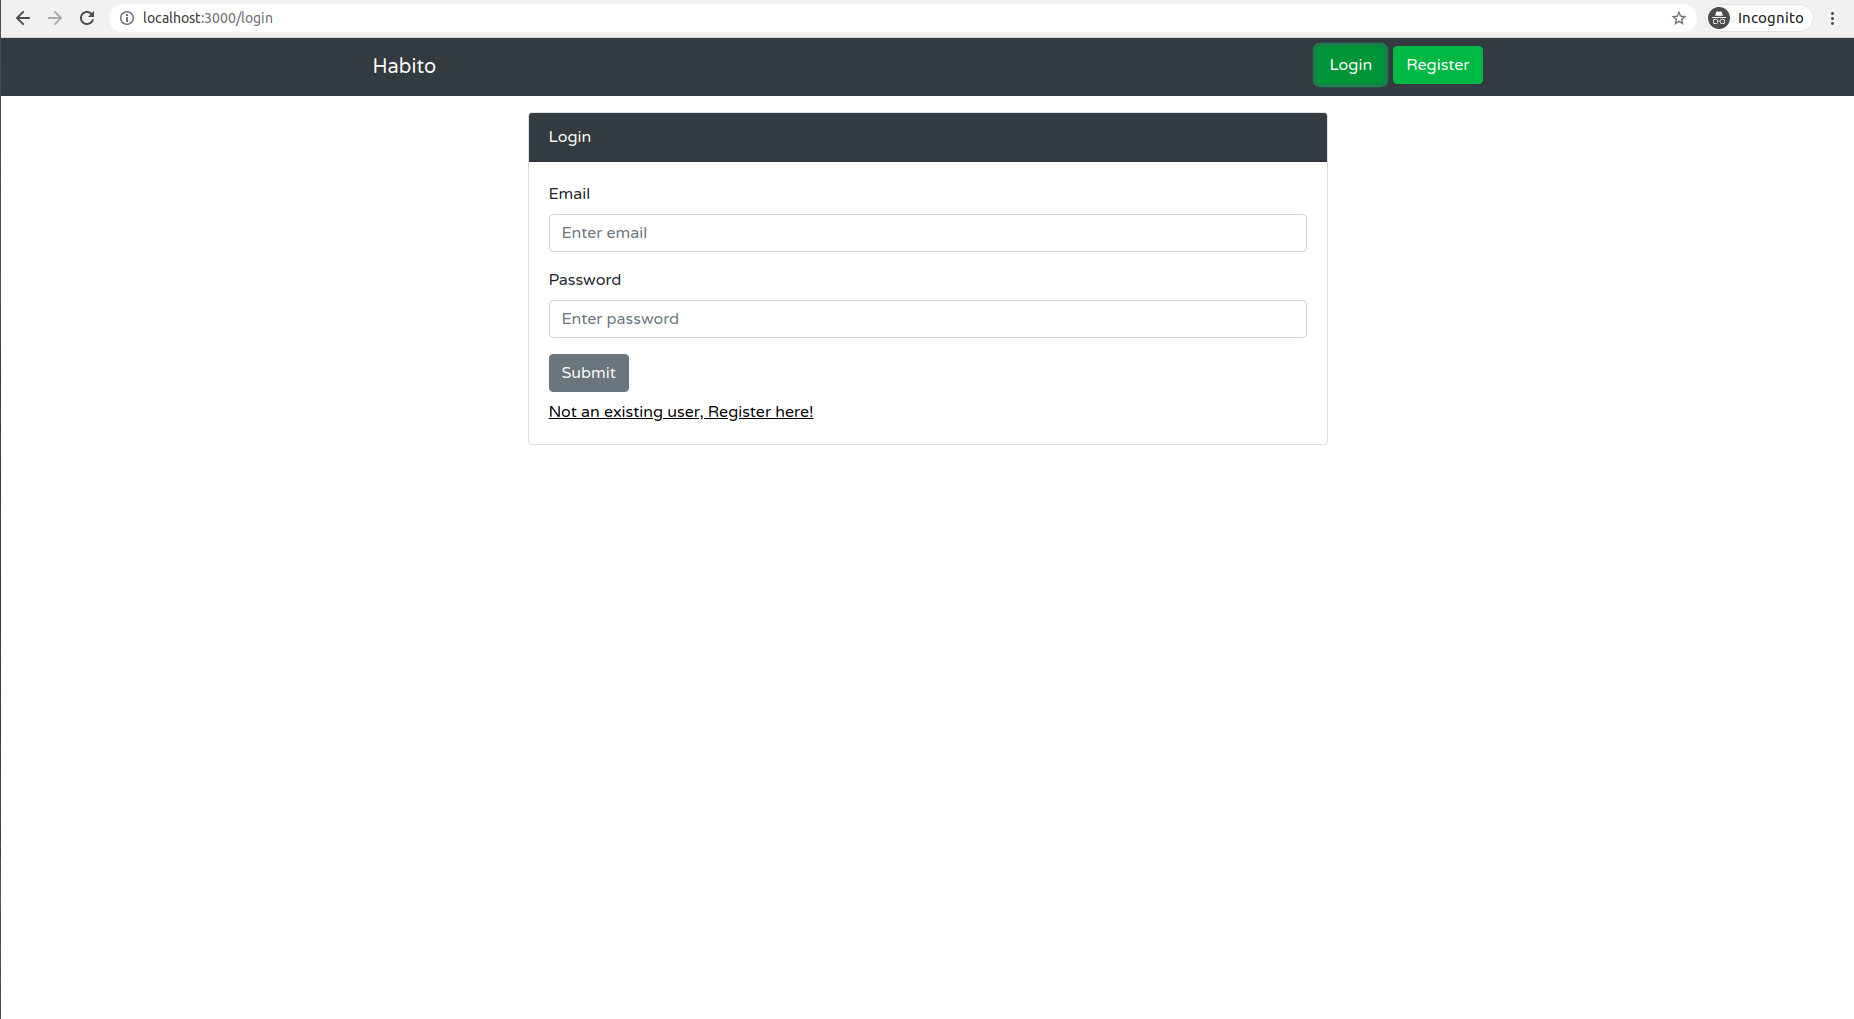 localhost:3000/login
Incognito
Habito
Login
Register
Login
Email
Enter email
Password
Enter password
Submit
Not an existing user, Register here!